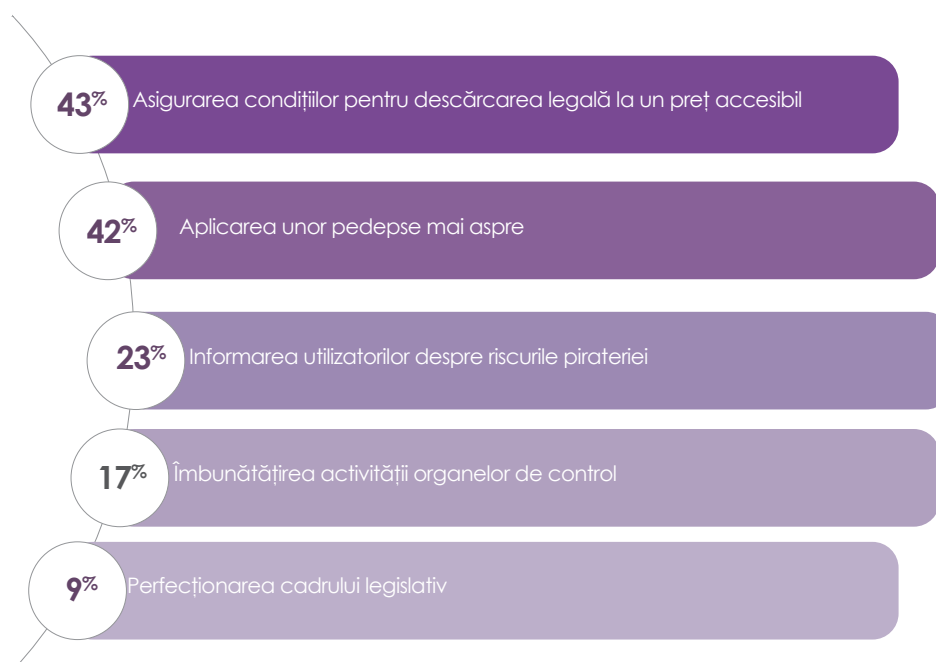 43% Asigurarea condițiilor pentru descărcarea legală la un preț accesibil
42% Aplicarea unor pedepse mai aspre
23% Informarea utilizatorilor despre riscurile pirateriei
17% Îmbunătățirea activității organelor de control
9% Perfecționarea cadrului legislativ